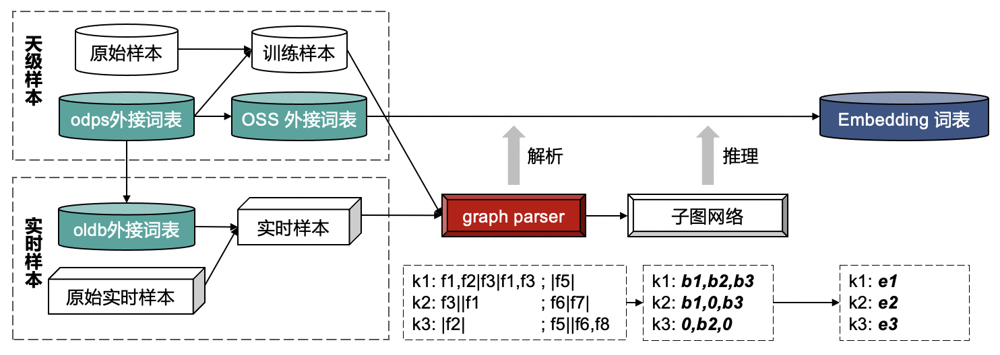 天级样本
原始样本
训练样本
odps外接词表
OSS 外接词表
Embedding 词表
解析
推理
实时样本
oldb外接词表
实时样本
原始实时样本
graph parser
子图网络
k1: f1,f2|f3|f1,f3 ; |f5|
k2: f3||f1 ; f6|f7|
k3: |f2| ; f5||f6,f8
k1: b1,b2,b3
k2: b1,0,b3
k3: 0,b2,0
k1: e1
k2: e2
k3: e3